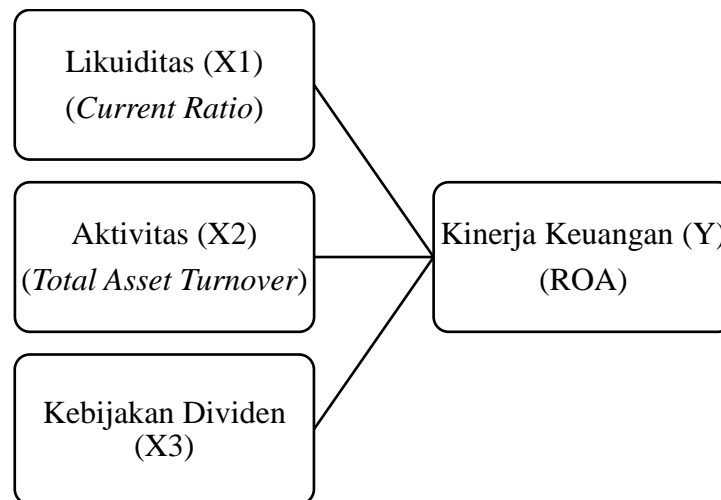 Likuiditas (X1)
(Current Ratio)
Aktivitas (X2)
(Total Asset Turnover)
Kinerja Keuangan (Y)
(ROA)
Kebijakan Dividen
(X3)